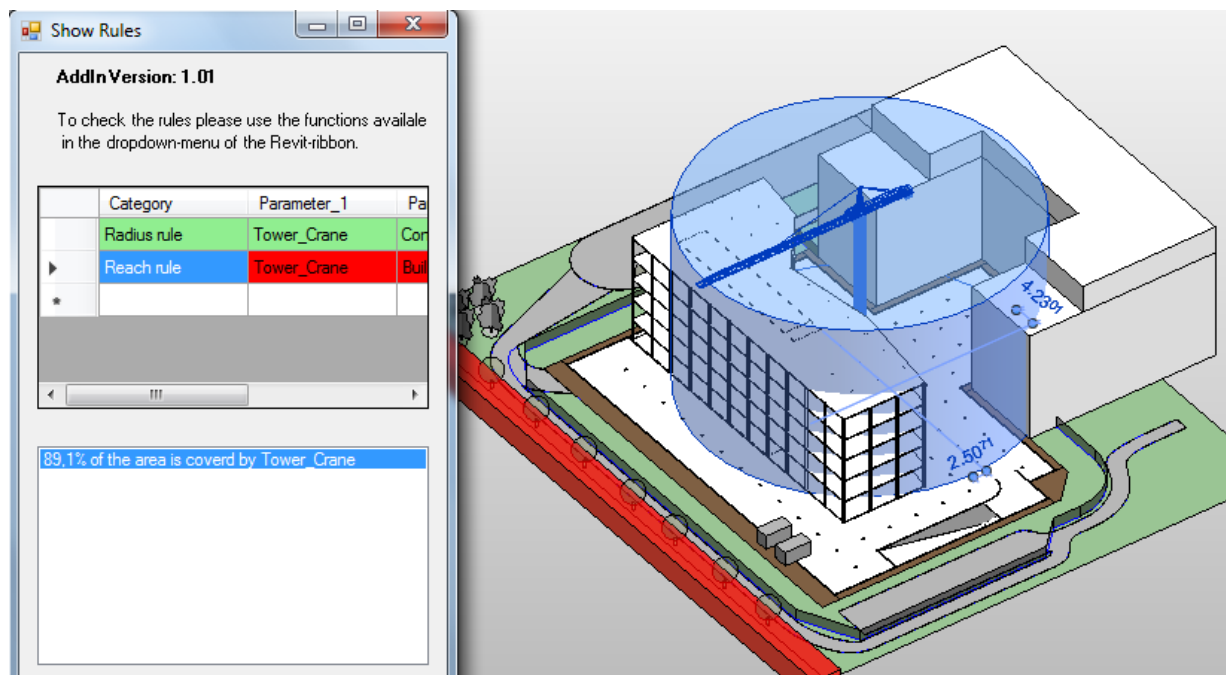 Show Rules
AddIn Version: 1.01
To check the rules please use the functions availale
in the dropdown-menu of the Revit-ribbon.
Category Parameter_1 Pa
Radius rule Tower_Crane Con
Reach rule Tower_Crane Buil
*
89,1% of the area is coverd by Tower_Crane
4.2301
2.5071